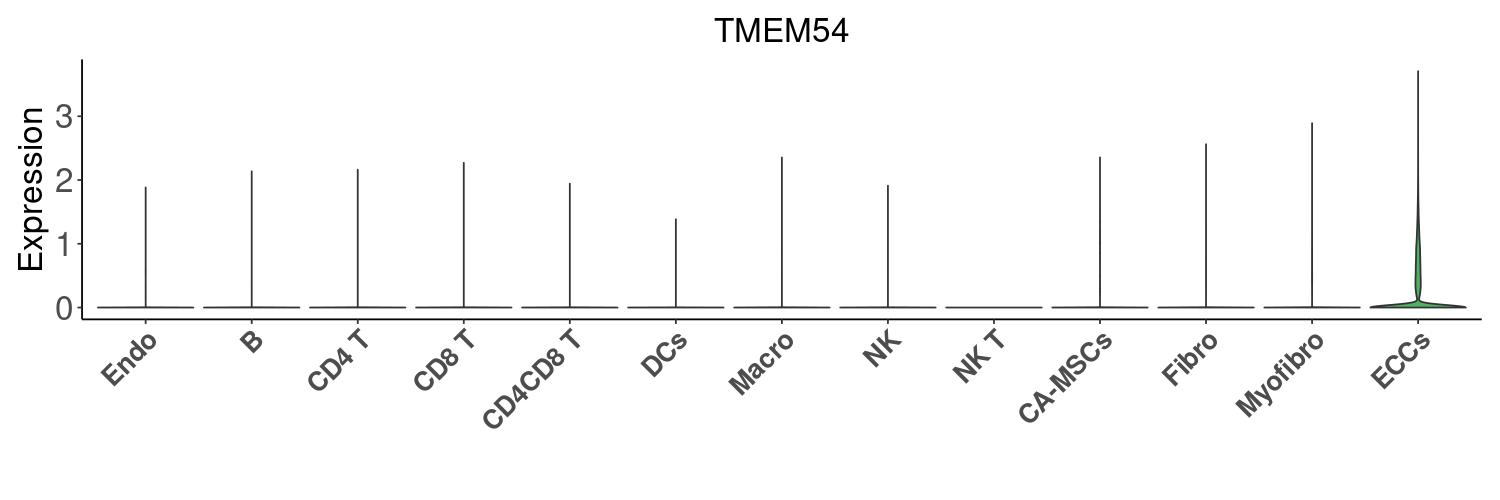 TMEM54
Expression
3
2
1
0
Endo
B
CD4 T
CD8 T
CD4CD8 T
DCs
Macro
NK
NK T
CA-MSCs
Fibro
Myofibro
ECCs